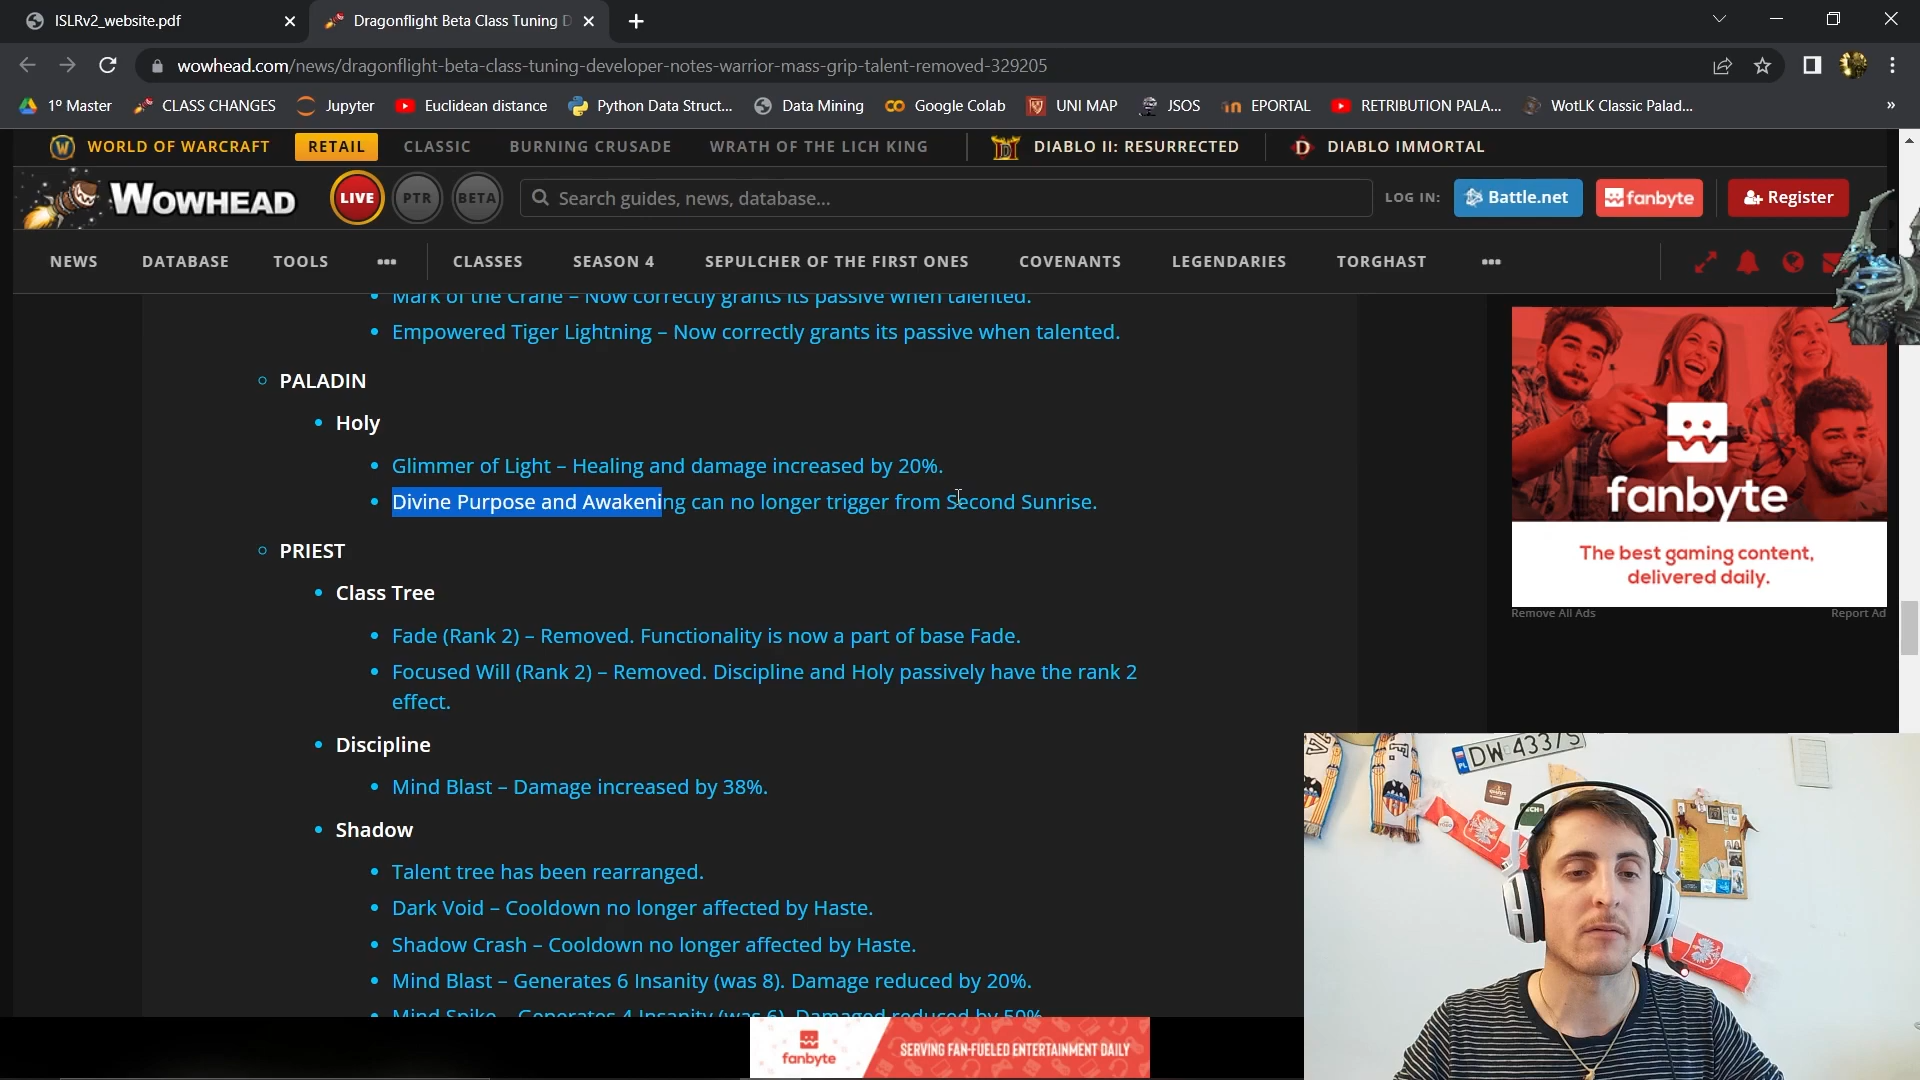 ISLRv2_website.pdf
Dragonflight Beta Class Tuning D
wowhead.com/news/dragonflight-beta-class-tuning-developer-notes-warrior-mass-grip-talent-removed-329205
1º Master
CLASS CHANGES
Jupyter
Euclidean distance
Python Data Struct...
Data Mining
Google Colab
UNI MAP
JSOS
EPORTAL
RETRIBUTION PALA...
WotLK Classic Palad...
WORLD OF WARCRAFT
RETAIL
CLASSIC
BURNING CRUSADE
WRATH OF THE LICH KING
DIABLO II: RESURRECTED
DIABLO IMMORTAL
WOWHEAD
LIVE
PTR
BETA
Search guides, news, database...
LOG IN:
Battle.net
fanbyte
Register
NEWS
DATABASE
TOOLS
CLASSES
SEASON 4
SEPULCHER OF THE FIRST ONES
COVENANTS
LEGENDARIES
TORGHAST
Mark of the Crane – Now correctly grants its passive when talented.
Empowered Tiger Lightning – Now correctly grants its passive when talented.
PALADIN
Holy
Glimmer of Light – Healing and damage increased by 20%.
Divine Purpose and Awakening can no longer trigger from Second Sunrise.
PRIEST
Class Tree
Fade (Rank 2) – Removed. Functionality is now a part of base Fade.
Focused Will (Rank 2) – Removed. Discipline and Holy passively have the rank 2
effect.
Discipline
Mind Blast – Damage increased by 38%.
Shadow
Talent tree has been rearranged.
Dark Void – Cooldown no longer affected by Haste.
Shadow Crash – Cooldown no longer affected by Haste.
Mind Blast – Generates 6 Insanity (was 8). Damage reduced by 20%.
Mind Spike – Generates 4 Insanity (was 6). Damaged reduced by 50%.
fanbyte
The best gaming content,
delivered daily.
Remove All Ads
Report Ad
fanbyte
SERVING FAN-FUELED ENTERTAINMENT DAILY